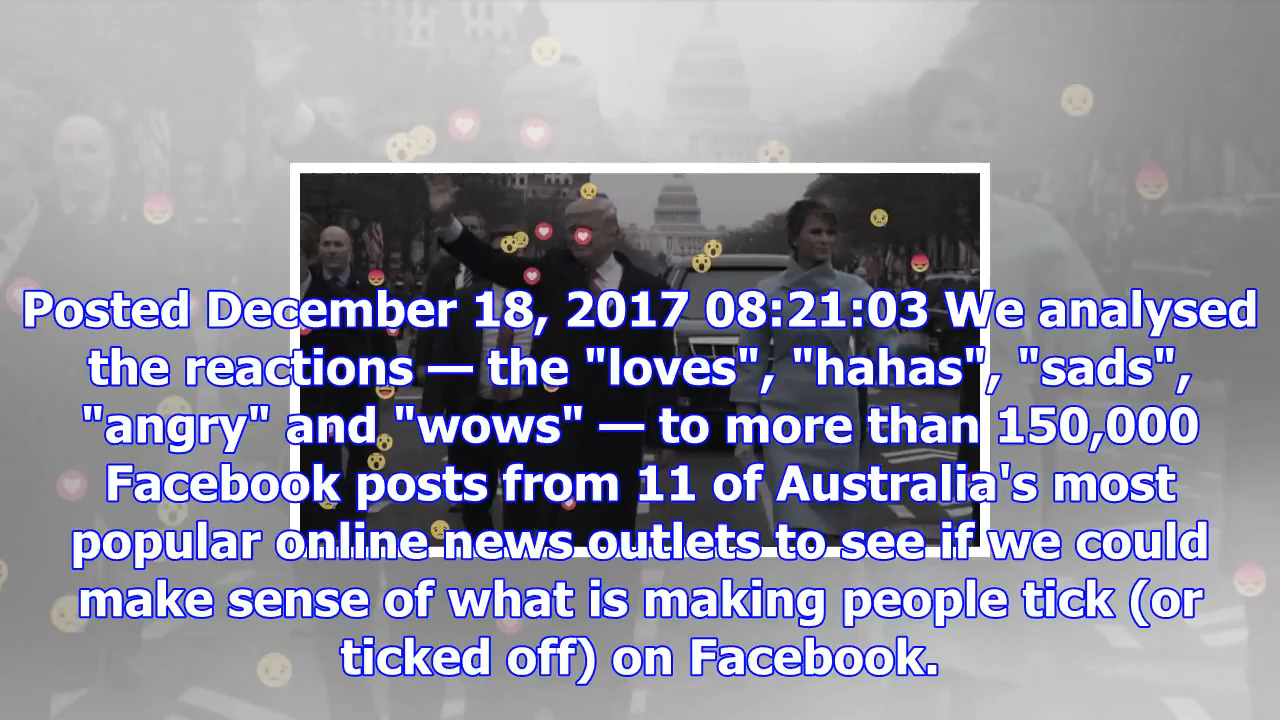 Posted December 18, 2017 08:21:03 We analysed
the reactions — the "loves", "hahas", "sads",
"angry" and "wows" — to more than 150,000
Facebook posts from 11 of Australia's most
popular online news outlets to see if we could
make sense of what is making people tick (or
ticked off) on Facebook.